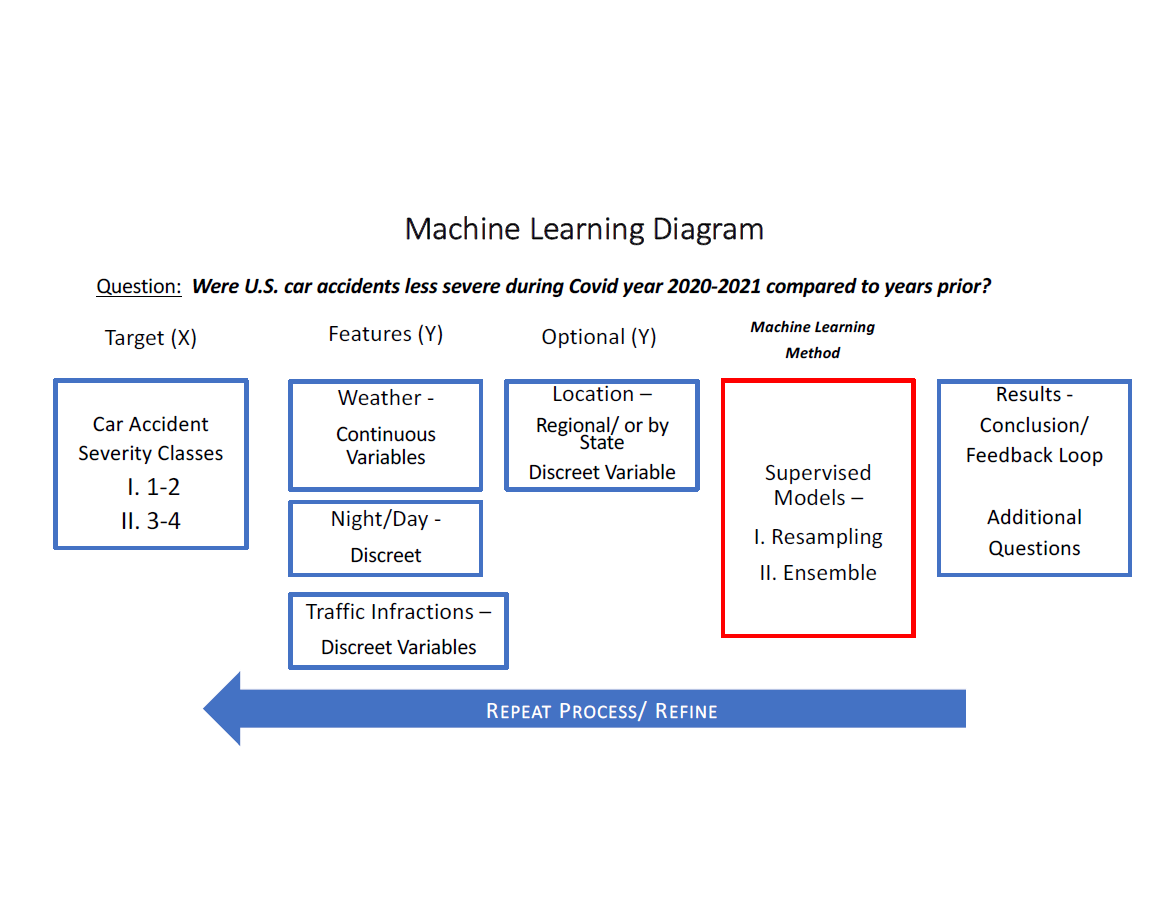 Machine Learning Diagram
Question: Were U.S. car accidents less severe during Covid year 2020-2021 compared to years prior?
Target (X)
Car Accident
Severity Classes
I. 1-2
II. 3-4
Features (Y)
Weather -
Continuous
Variables
Night/Day -
Discreet
Traffic Infractions –
Discreet Variables
Optional (Y)
Location –
Regional/ or by
State
Discreet Variable
Machine Learning
Method
Supervised
Models –
I. Resampling
II. Ensemble
Results -
Conclusion/
Feedback Loop
Additional
Questions
REPEAT PROCESS/ REFINE